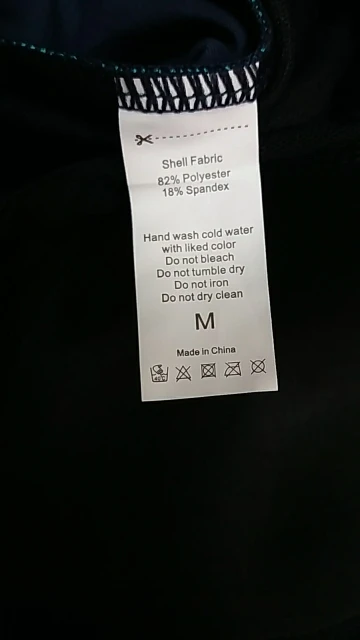 Shell Fabric
82% Polyester
18% Spandex
Hand wash cold water
with liked color
Do not bleach
Do not tumble dry
Do not iron
Do not dry clean
M
Made in China